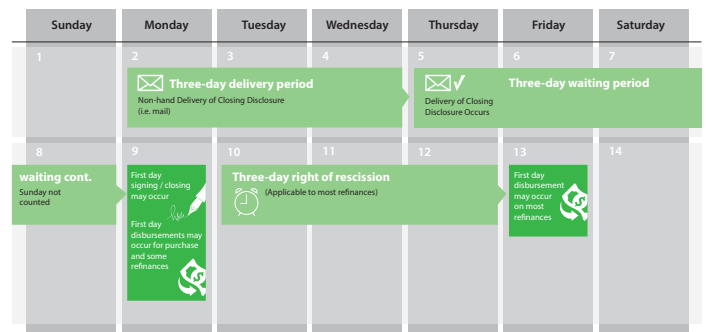 Sunday Monday Tuesday Wednesday Thursday Friday Saturday
1 2 3 4 5 6 7
Three-day delivery period
Non-hand Delivery of Closing Disclosure
(i.e. mail)
Three-day waiting period
Delivery of Closing
Disclosure Occurs
8 9 10 11 12 13 14
waiting cont.
Sunday not
counted
First day
signing / closing
may occur
First day
disbursements may
occur for purchase
and some
refinances
Three-day right of rescission
(Applicable to most refinances)
First day
disbursement
may occur
on most
refinances